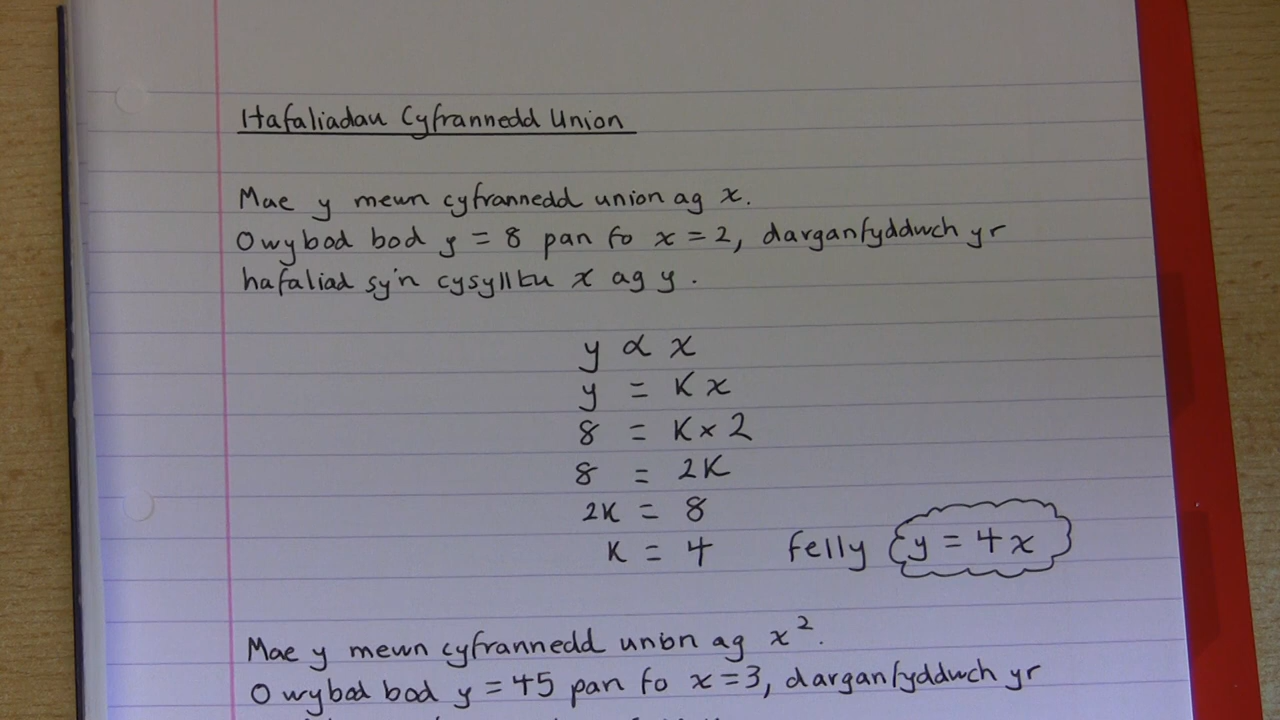 Hafaliadau Cyfrannedd Union
Mae y mewn cyfrannedd union ag x.
O wybod bod y = 8 pan fo x = 2, darganfyddwch yr
hafaliad sy'n cysylltu x ag y.
y ∝ x
y = Kx
8 = K × 2
8 = 2K
2K = 8
K = 4 felly y = 4x
Mae y mewn cyfrannedd union ag x².
O wybod bod y = 45 pan fo x = 3, darganfyddwch yr